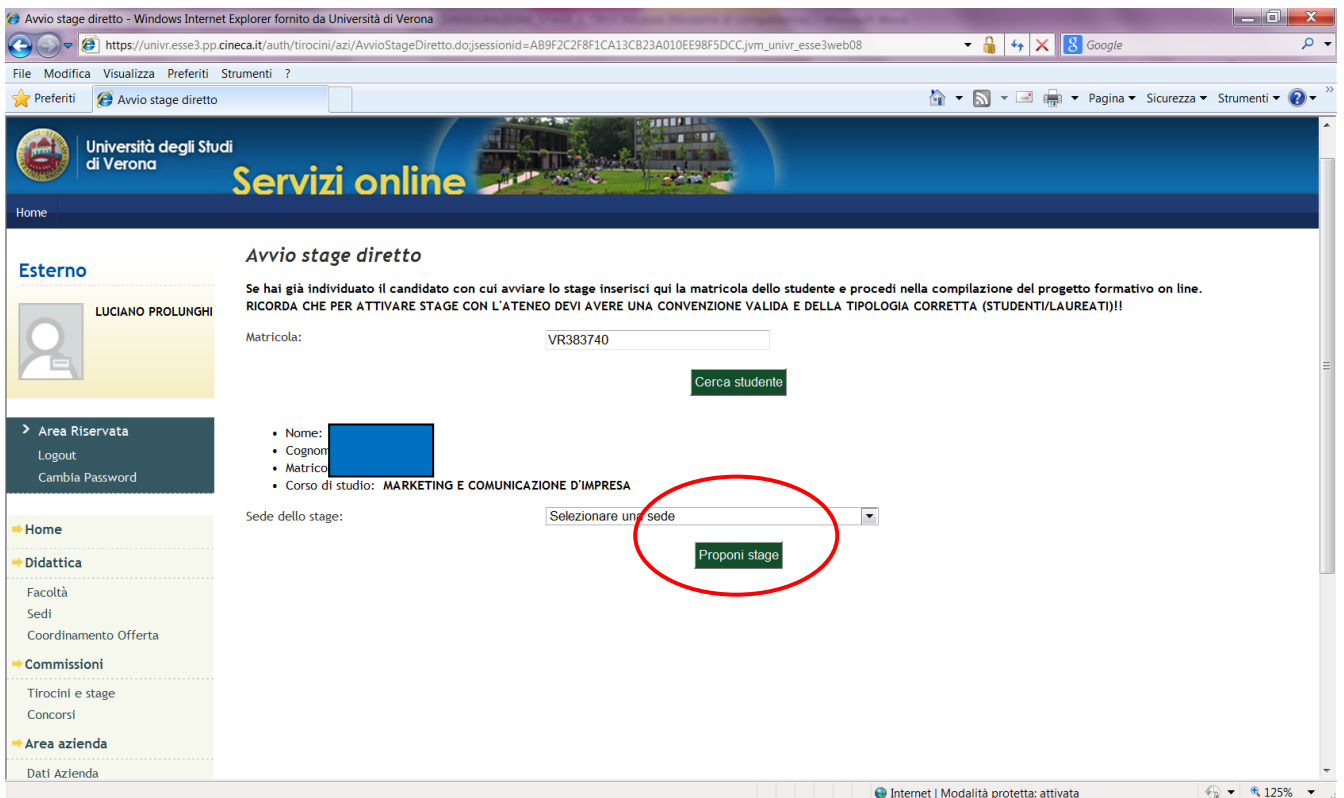 Avvio stage diretto - Windows Internet Explorer fornito da Università di Verona
https://univr.esse3.pp.cineca.it/auth/tirocini/azi/AvvioStageDiretto.do;jsessionid=AB9F2C2F8F1CA13CB23A010EE98F5DCC.jvm_univr_esse3web08
Google
File Modifica Visualizza Preferiti Strumenti ?
Preferiti Avvio stage diretto Pagina Sicurezza Strumenti
Università degli Studi
di Verona
Servizi online
Home
Avvio stage diretto
Esterno
Se hai già individuato il candidato con cui avviare lo stage inserisci qui la matricola dello studente e procedi nella compilazione del progetto formativo on line.
RICORDA CHE PER ATTIVARE STAGE CON L'ATENEO DEVI AVERE UNA CONVENZIONE VALIDA E DELLA TIPOLOGIA CORRETTA (STUDENTI/LAUREATI)!!
LUCIANO PROLUNGHI
Matricola: VR383740
Cerca studente
Area Riservata
Logout
Cambia Password
• Nome:
• Cognom
• Matrico
• Corso di studio: MARKETING E COMUNICAZIONE D'IMPRESA
Sede dello stage: Selezionare una sede
Proponi stage
Home
Didattica
Facoltà
Sedi
Coordinamento Offerta
Commissioni
Tirocini e stage
Concorsi
Area azienda
Dati Azienda
Internet | Modalità protetta: attivata 125%